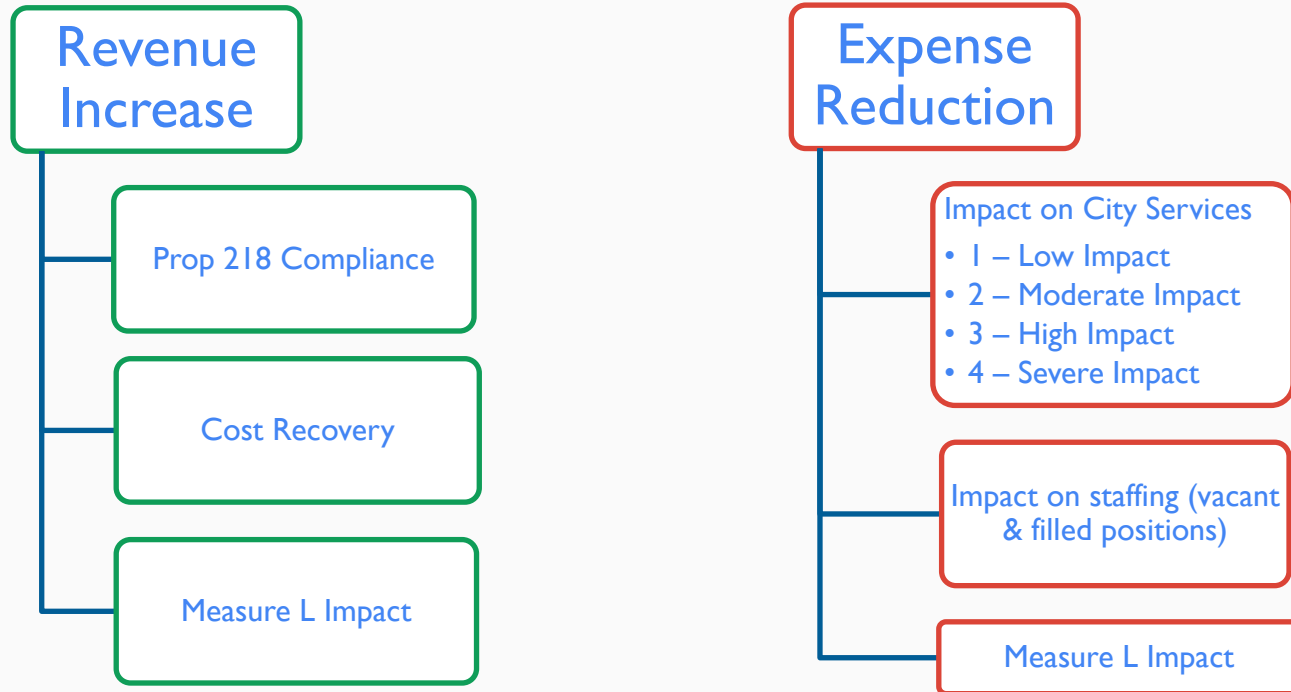 Revenue
Increase
Prop 218 Compliance
Cost Recovery
Measure L Impact
Expense
Reduction
Impact on City Services
• 1 – Low Impact
• 2 – Moderate Impact
• 3 – High Impact
• 4 – Severe Impact
Impact on staffing (vacant
& filled positions)
Measure L Impact